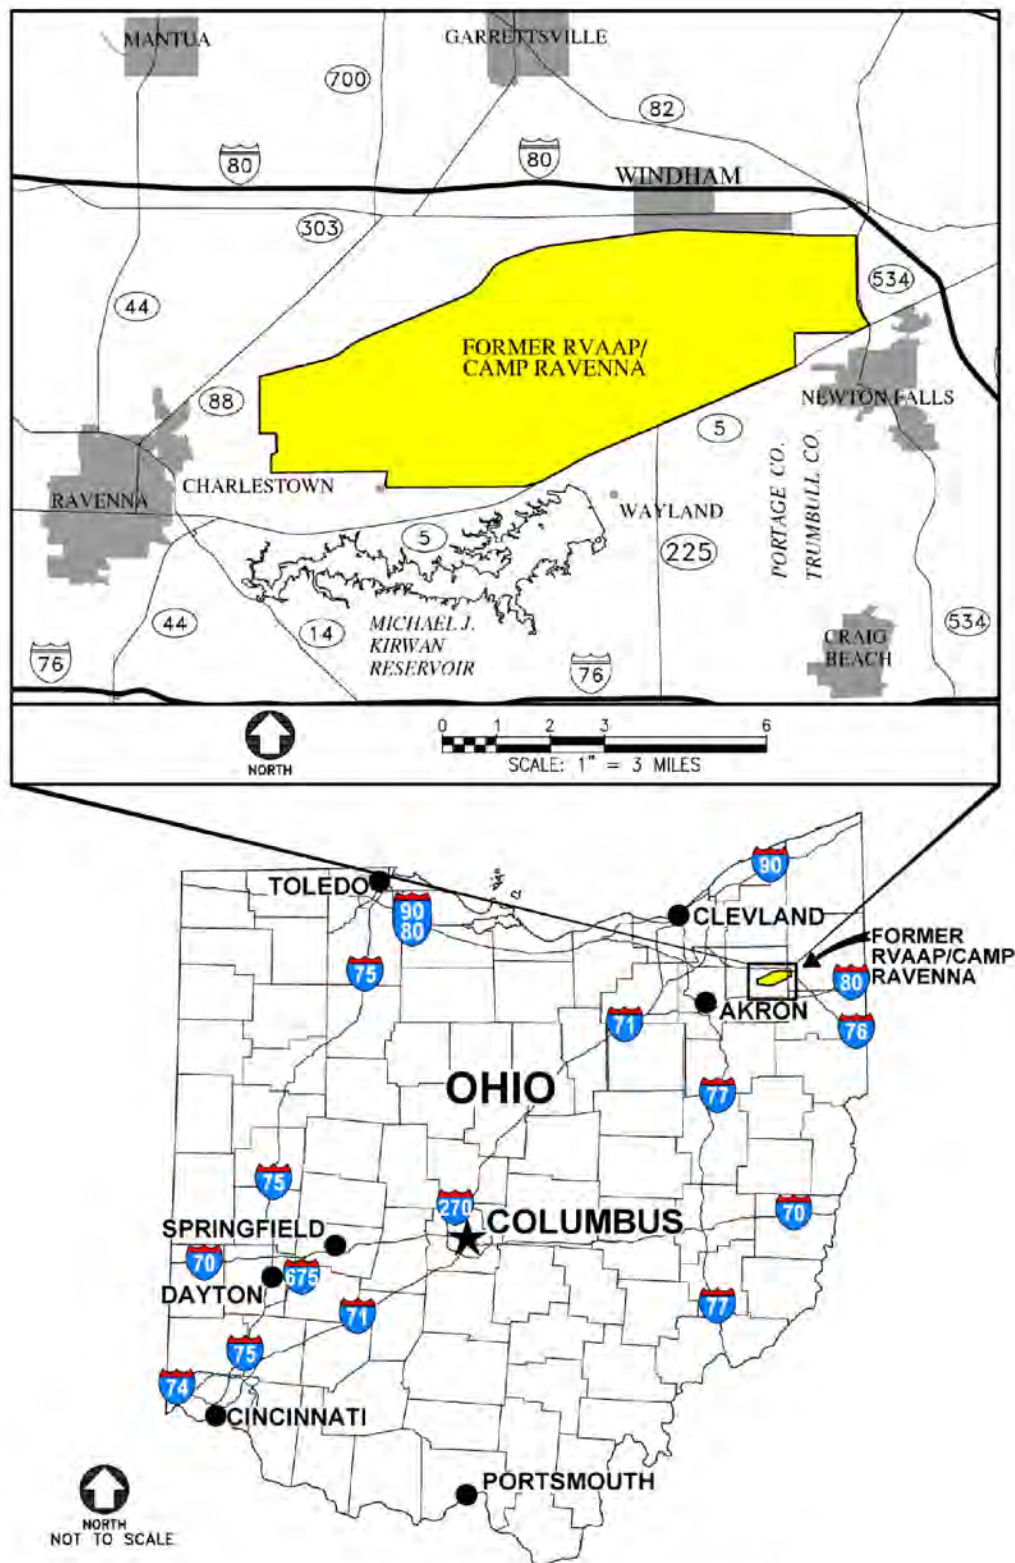 MANTUA
GARRETTSVILLE
700
82
80
80
WINDHAM
303
534
44
FORMER RVAAP/
CAMP RAVENNA
88
NEWTON FALLS
5
CHARLESTOWN
RAVENNA
WAYLAND
PORTAGE CO.
TRUMBULL CO.
5
225
44
14
MICHAEL J.
KIRWAN
RESERVOIR
534
CRAIG
BEACH
76
76
NORTH
0 1 2 3 6
SCALE: 1" = 3 MILES
90
TOLEDO
90
80
CLEVLAND
FORMER
RVAAP/CAMP
RAVENNA
75
80
AKRON
71
76
OHIO
77
75
270
COLUMBUS
70
SPRINGFIELD
70
675
DAYTON
71
77
75
74
CINCINNATI
PORTSMOUTH
NORTH
NOT TO SCALE